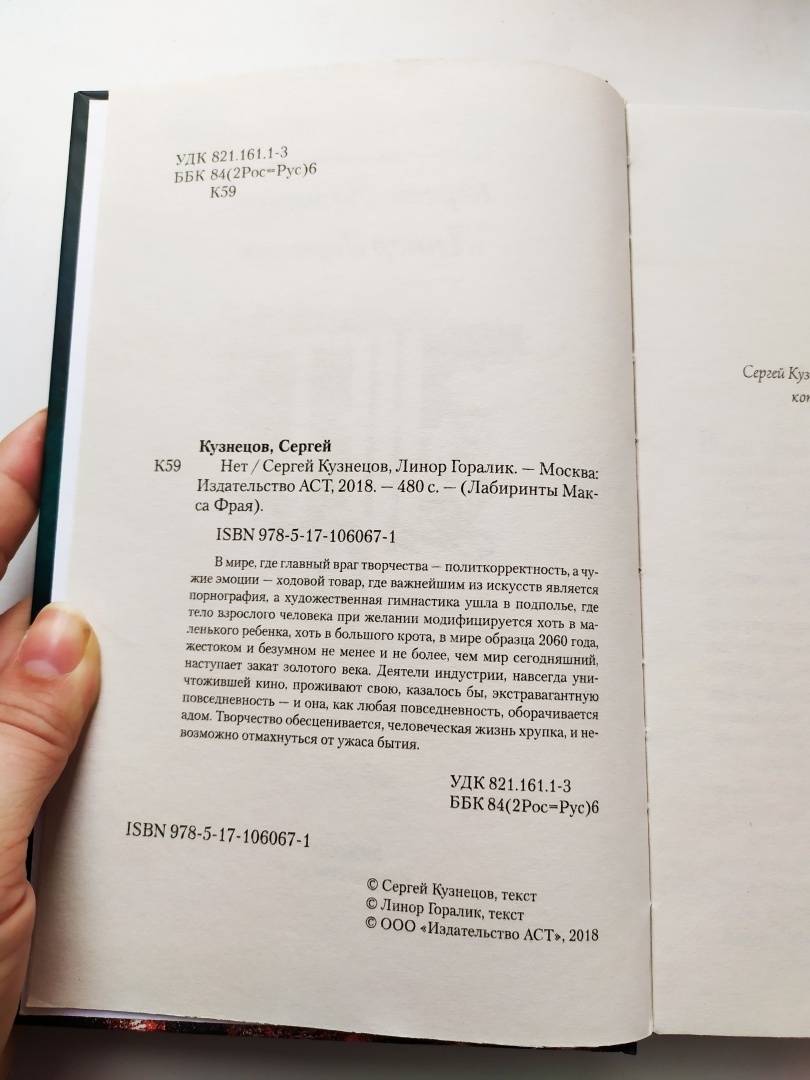 УДК 821.161.1-3
ББК 84(2Рос=Рус)6
К59
Кузнецов, Сергей
К59 Нет / Сергей Кузнецов, Линор Горалик. — Москва:
Издательство АСТ, 2018. — 480 с. — (Лабиринты Мак-
са Фрая).
ISBN 978-5-17-106067-1
В мире, где главный враг творчества — политкорректность, а чу-
жие эмоции — ходовой товар, где важнейшим из искусств является
порнография, а художественная гимнастика ушла в подполье, где
тело взрослого человека при желании модифицируется хоть в ма-
ленького ребенка, хоть в большого крота, в мире образца 2060 года,
жестоком и безумном не менее и не более, чем мир сегодняшний,
наступает закат золотого века. Деятели индустрии, навсегда уни-
чтожившей кино, проживают свою, казалось бы, экстравагантную
повседневность — и она, как любая повседневность, оборачивается
адом. Творчество обесценивается, человеческая жизнь хрупка, и не-
возможно отмахнуться от ужаса бытия.
УДК 821.161.1-3
ББК 84(2Рос=Рус)6
ISBN 978-5-17-106067-1
© Сергей Кузнецов, текст
© Линор Горалик, текст
© ООО «Издательство АСТ», 2018
Сергей Куз